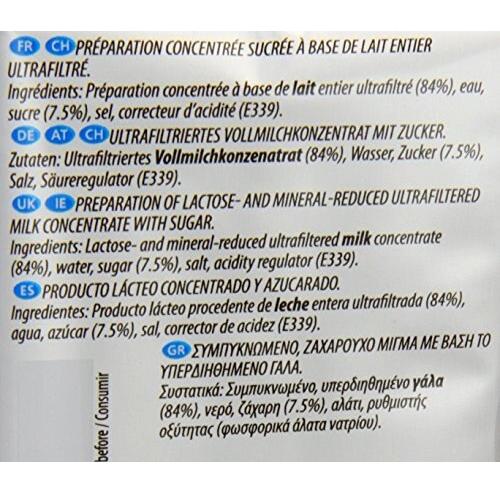 FR CH PRÉPARATION CONCENTRÉE SUCRÉE À BASE DE LAIT ENTIER
ULTRAFILTRÉ.
Ingrédients: Préparation concentrée à base de lait entier ultrafiltré (84%), eau,
sucre (7.5%), sel, correcteur d'acidité (E339).
DE AT CH ULTRAFILTRIERTES VOLLMILCHKONZENTRAT MIT ZUCKER.
Zutaten: Ultrafiltriertes Vollmilchkonzenatrat (84%), Wasser, Zucker (7.5%),
Salz, Säureregulator (E339).
UK IE PREPARATION OF LACTOSE- AND MINERAL-REDUCED ULTRAFILTERED
MILK CONCENTRATE WITH SUGAR.
Ingredients: Lactose- and mineral-reduced ultrafiltered milk concentrate
(84%), water, sugar (7.5%), salt, acidity regulator (E339).
ES PRODUCTO LÁCTEO CONCENTRADO Y AZUCARADO.
Ingredientes: Producto lácteo procedente de leche entera ultrafiltrada (84%),
agua, azúcar (7.5%), sal, corrector de acidez (E339).
GR ΣΥΜΠΥΚΝΩΜΕΝΟ, ΖΑΧΑΡΟΥΧΟ ΜΙΓΜΑ ΜΕ ΒΑΣΗ ΤΟ
ΥΠΕΡΔΙΗΘΗΜΕΝΟ ΓΑΛΑ.
Συστατικά: Συμπυκνωμένο, υπερδιηθημένο γάλα
(84%), νερό, ζάχαρη (7.5%), αλάτι, ρυθμιστής
οξύτητας (φωσφορικά άλατα νατρίου).
before / Consumir